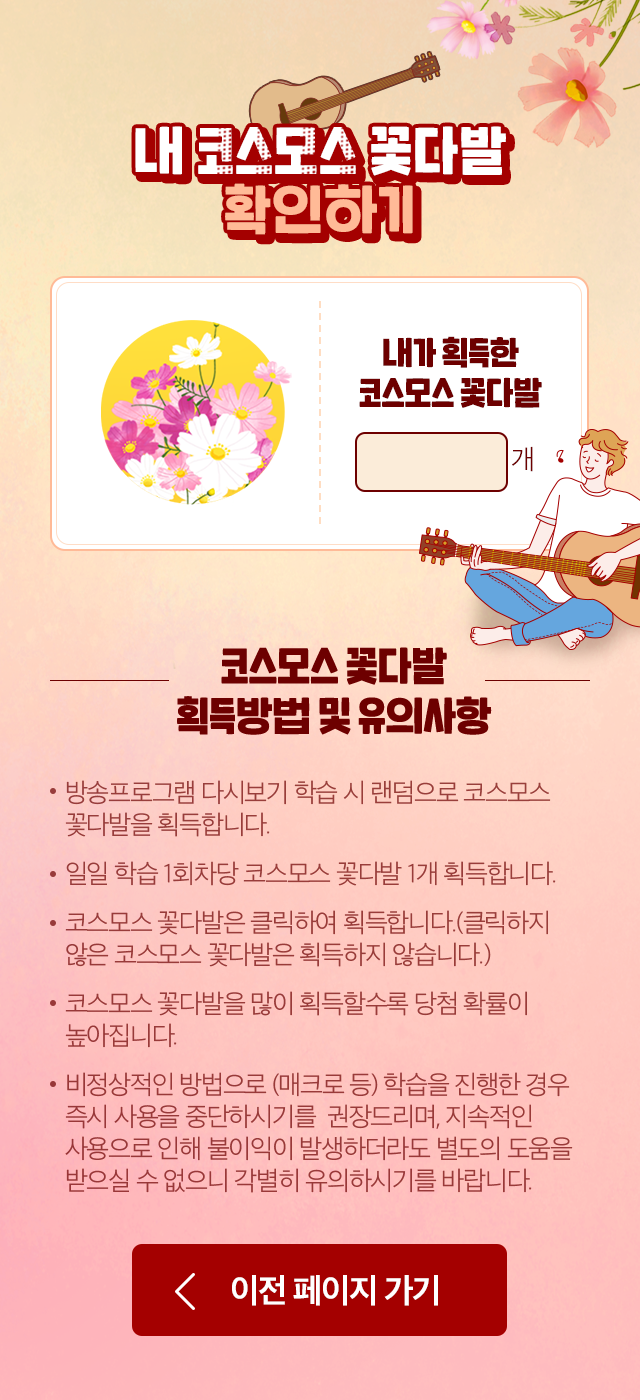 내 코스모스 꽃다발
확인하기
내가 획득한
코스모스 꽃다발
개
코스모스 꽃다발
획득방법 및 유의사항
• 방송프로그램 다시보기 학습 시 랜덤으로 코스모스
꽃다발을 획득합니다.
• 일일 학습 1회차당 코스모스 꽃다발 1개 획득합니다.
• 코스모스 꽃다발은 클릭하여 획득합니다.(클릭하지
않은 코스모스 꽃다발은 획득하지 않습니다.)
• 코스모스 꽃다발을 많이 획득할수록 당첨 확률이
높아집니다.
• 비정상적인 방법으로 (매크로 등) 학습을 진행한 경우
즉시 사용을 중단하시기를 권장드리며, 지속적인
사용으로 인해 불이익이 발생하더라도 별도의 도움을
받으실 수 없으니 각별히 유의하시기를 바랍니다.
이전 페이지 가기